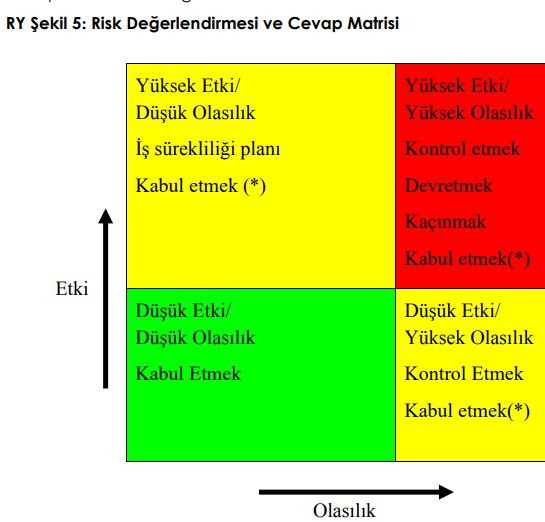 RY Şekil 5: Risk Değerlendirmesi ve Cevap Matrisi
Yüksek Etki/
Düşük Olasılık
İş sürekliliği planı
Kabul etmek (*)
Yüksek Etki/
Yüksek Olasılık
Kontrol etmek
Devretmek
Kaçınmak
Kabul etmek(*)
Etki
Düşük Etki/
Düşük Olasılık
Kabul Etmek
Düşük Etki/
Yüksek Olasılık
Kontrol Etmek
Kabul etmek(*)
Olasılık